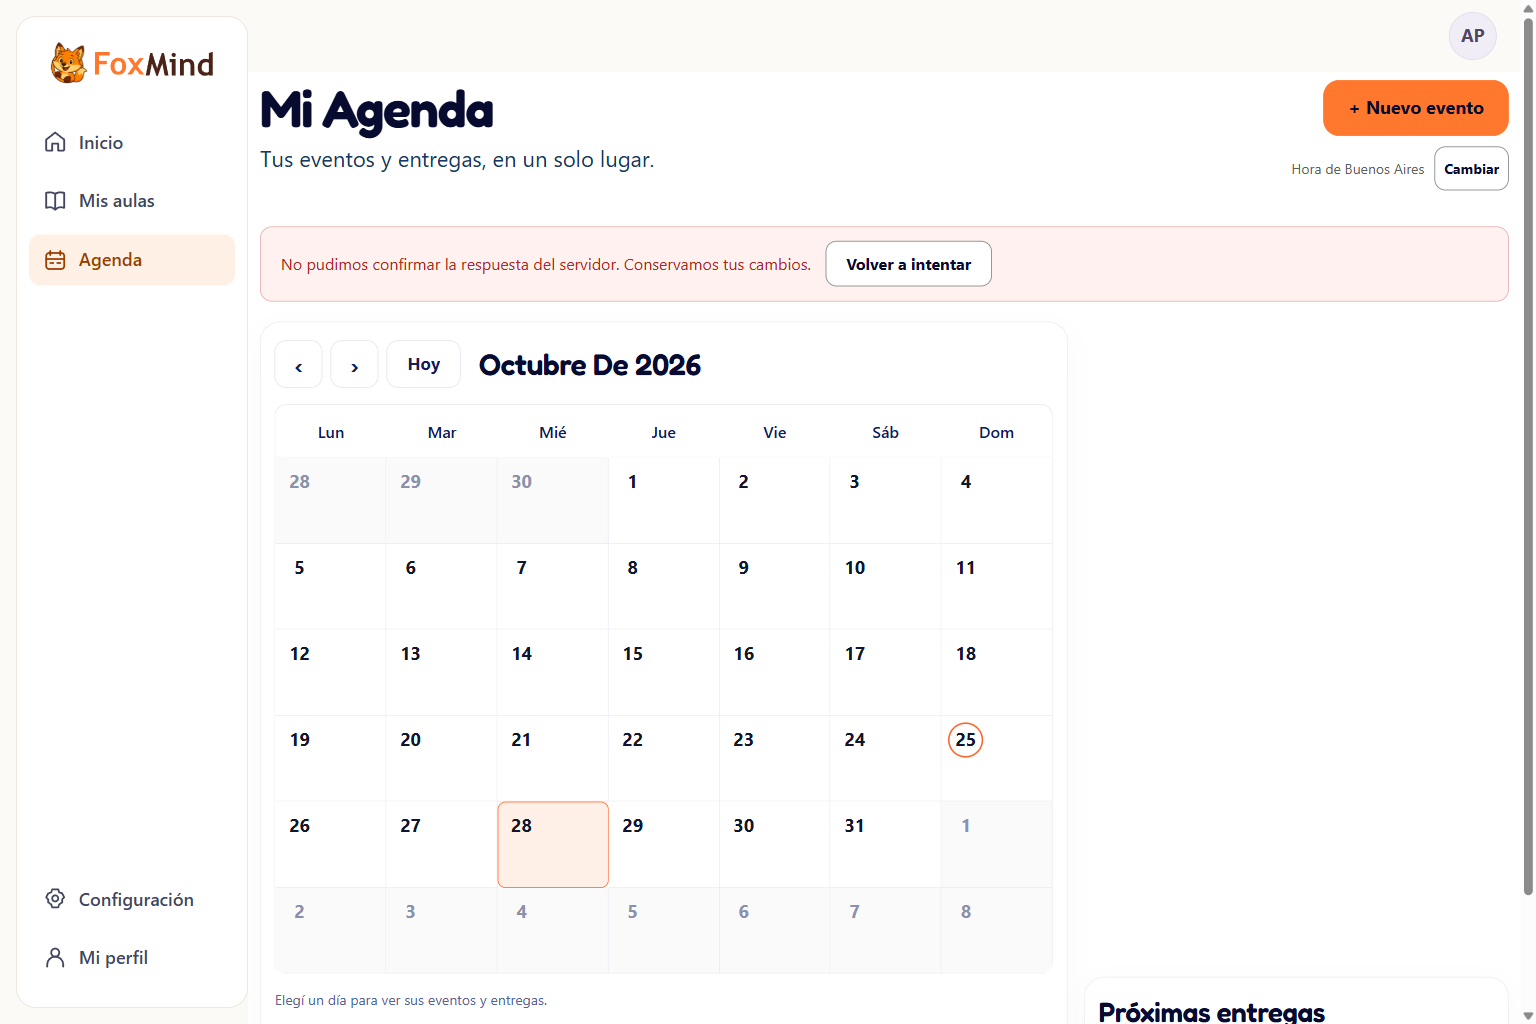 FoxMind
AP
Inicio
Mis aulas
Agenda
Configuración
Mi perfil
Mi Agenda
Tus eventos y entregas, en un solo lugar.
+ Nuevo evento
Hora de Buenos Aires Cambiar
No pudimos confirmar la respuesta del servidor. Conservamos tus cambios. Volver a intentar
‹ › Hoy Octubre De 2026
Lun Mar Mié Jue Vie Sáb Dom
28 29 30 1 2 3 4
5 6 7 8 9 10 11
12 13 14 15 16 17 18
19 20 21 22 23 24 25
26 27 28 29 30 31 1
2 3 4 5 6 7 8
Elegí un día para ver sus eventos y entregas.
Próximas entregas